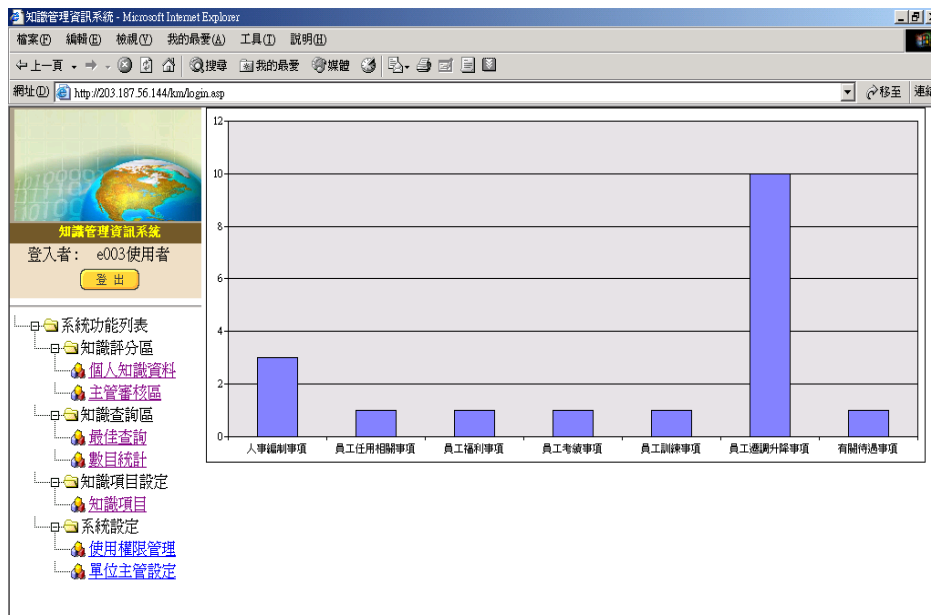 知識管理資訊系統 - Microsoft Internet Explorer
檔案(F) 編輯(E) 檢視(V) 我的最愛(A) 工具(T) 說明(H)
上一頁 搜尋 我的最愛 媒體
網址(D) http://203.187.56.144/km/login.asp 移至 連結
知識管理資訊系統
登入者： e003使用者
登 出
系統功能列表
知識評分區
個人知識資料
主管審核區
知識查詢區
最佳查詢
數目統計
知識項目設定
知識項目
系統設定
使用權限管理
單位主管設定
12
10
8
6
4
2
0
人事編制事項 員工任用相關事項 員工福利事項 員工考績事項 員工訓練事項 員工遷調升降事項 有關待遇事項